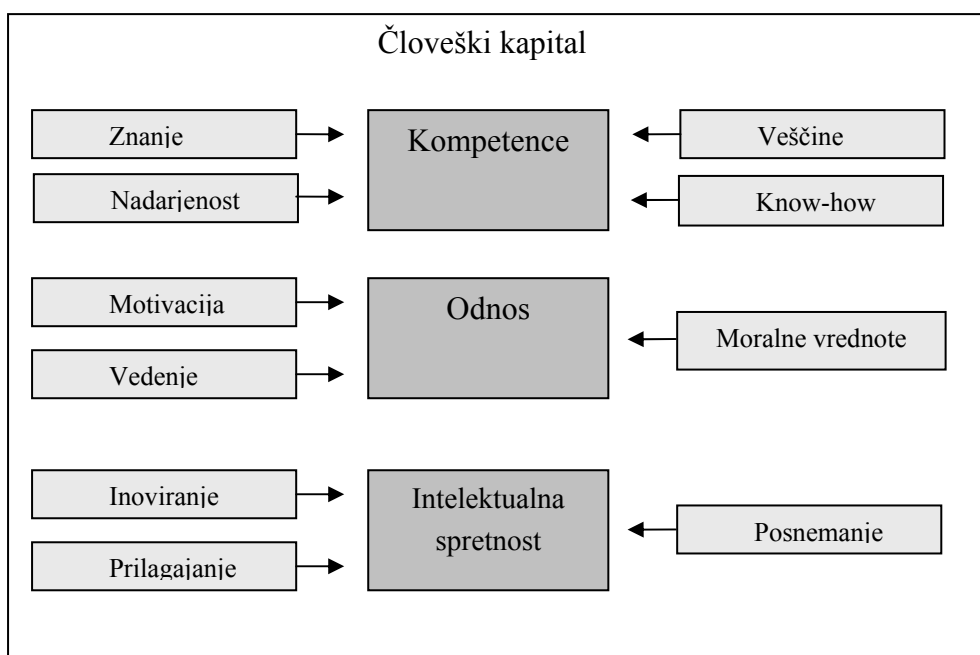 Človeški kapital
Znanje
Kompetence
Veščine
Nadarjenost
Know-how
Motivacija
Odnos
Moralne vrednote
Vedenje
Inoviranje
Intelektualna
spretnost
Posnemanje
Prilagajanje